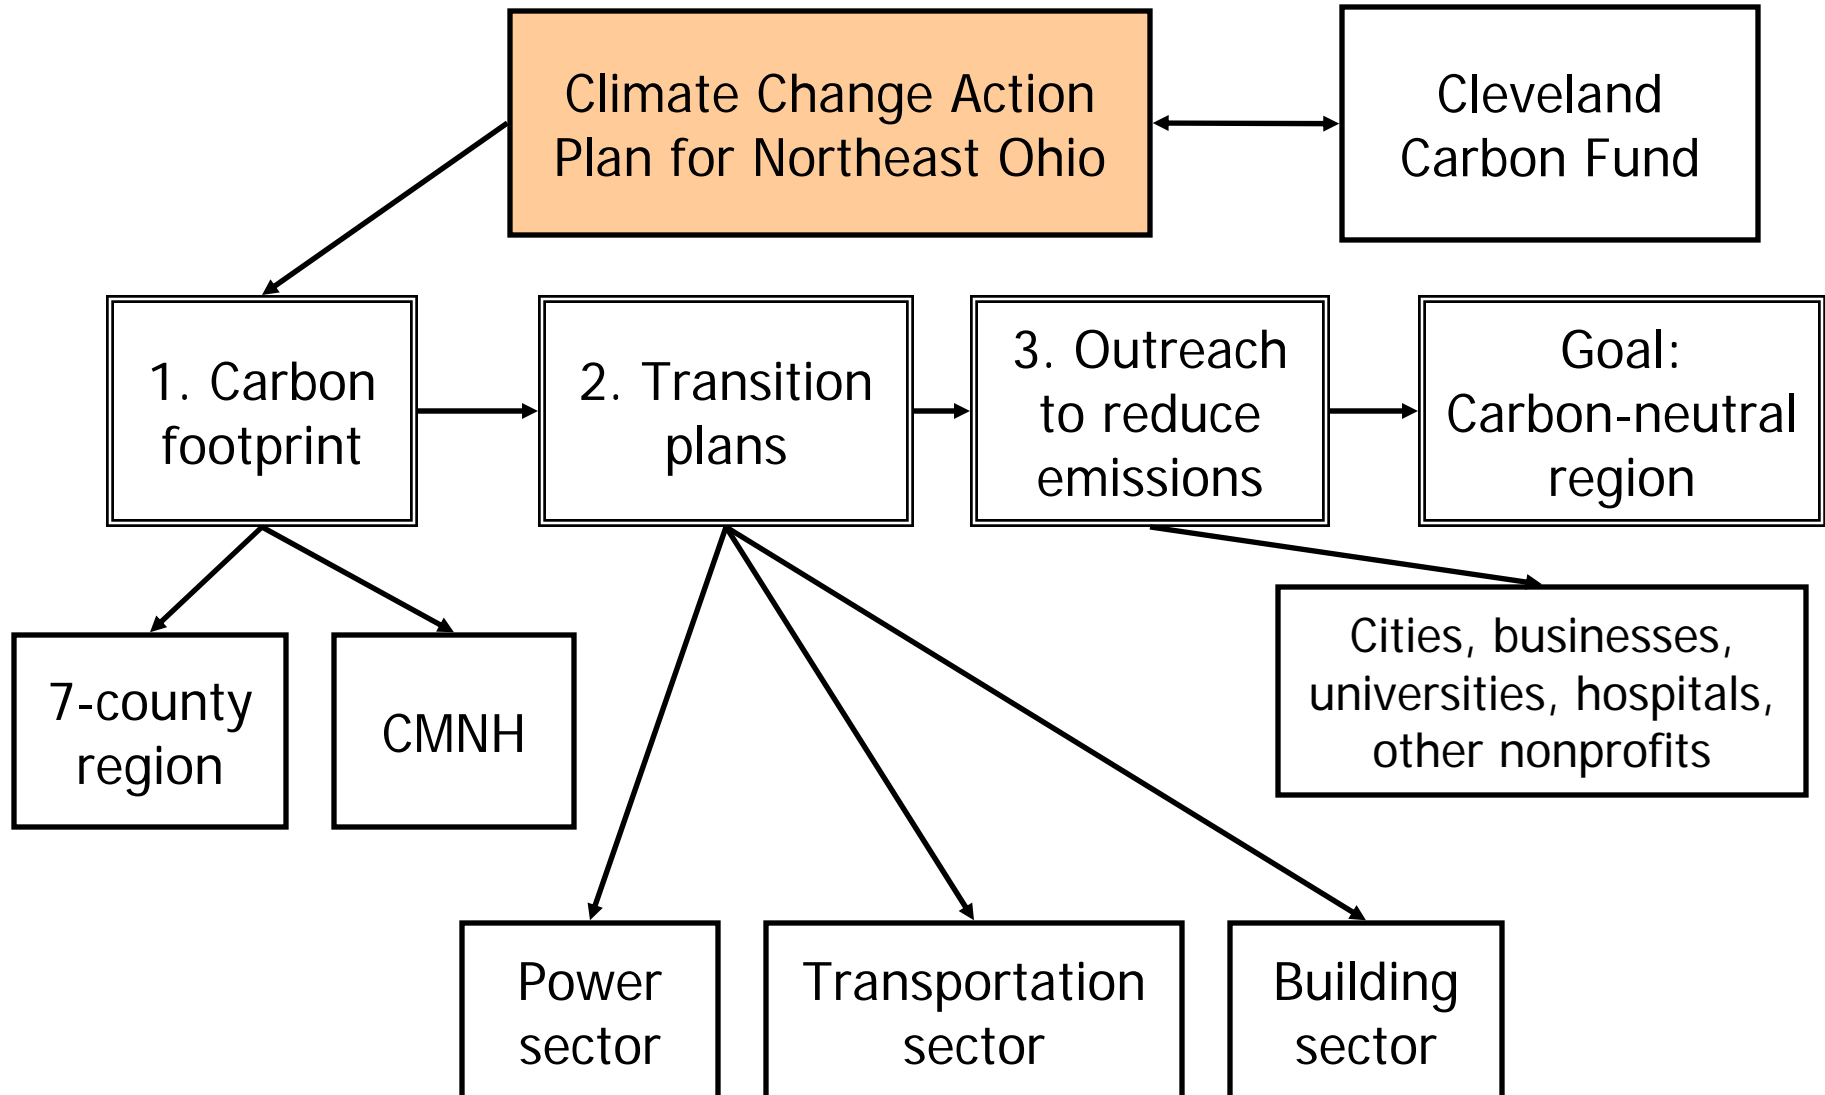 Climate Change Action
Plan for Northeast Ohio
Cleveland
Carbon Fund
1. Carbon
footprint
2. Transition
plans
3. Outreach
to reduce
emissions
Goal:
Carbon-neutral
region
7-county
region
CMNH
Cities, businesses,
universities, hospitals,
other nonprofits
Power
sector
Transportation
sector
Building
sector